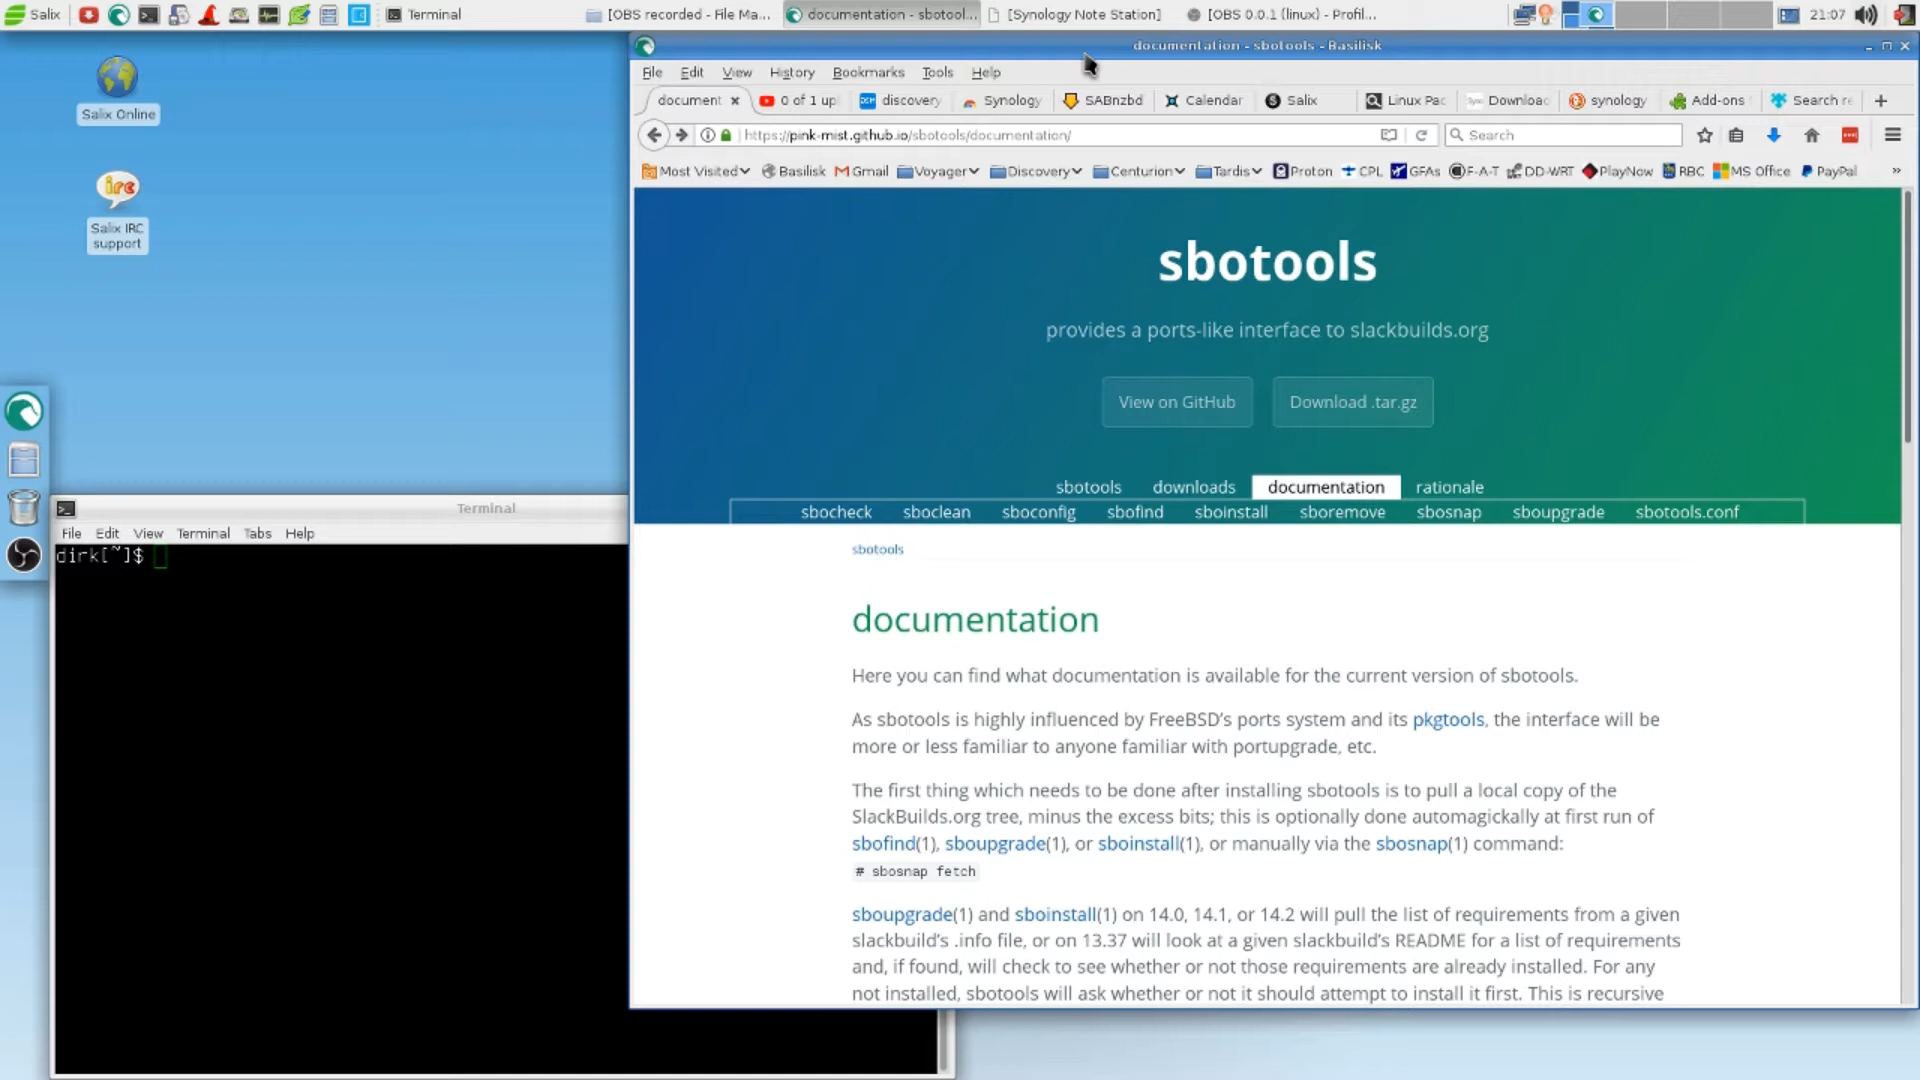 Salix
Terminal
[OBS recorded - File Ma...
documentation - sbotool...
[Synology Note Station]
[OBS 0.0.1 (linux) - Profil...
21:07
Salix Online
irc
Salix IRC
support
documentation - sbotools - Basilisk
File Edit View History Bookmarks Tools Help
document
0 of 1 up
discovery
Synology
SABnzbd
Calendar
Salix
Linux Pac
Downloac
synology
Add-ons
Search re
https://pink-mist.github.io/sbotools/documentation/
Search
Most Visited
Basilisk
Gmail
Voyager
Discovery
Centurion
Tardis
Proton
CPL
GFAs
F-A-T
DD-WRT
PlayNow
RBC
MS Office
PayPal
sbotools
provides a ports-like interface to slackbuilds.org
View on GitHub
Download .tar.gz
sbotools downloads documentation rationale
sbocheck sboclean sboconfig sbofind sboinstall sboremove sbosnap sboupgrade sbotools.conf
sbotools
documentation
Here you can find what documentation is available for the current version of sbotools.
As sbotools is highly influenced by FreeBSD's ports system and its pkgtools, the interface will be
more or less familiar to anyone familiar with portupgrade, etc.
The first thing which needs to be done after installing sbotools is to pull a local copy of the
SlackBuilds.org tree, minus the excess bits; this is optionally done automagickally at first run of
sbofind(1), sboupgrade(1), or sboinstall(1), or manually via the sbosnap(1) command:
# sbosnap fetch
sboupgrade(1) and sboinstall(1) on 14.0, 14.1, or 14.2 will pull the list of requirements from a given
slackbuild's .info file, or on 13.37 will look at a given slackbuild's README for a list of requirements
and, if found, will check to see whether or not those requirements are already installed. For any
not installed, sbotools will ask whether or not it should attempt to install it first. This is recursive
Terminal
File Edit View Terminal Tabs Help
dirk[~]$